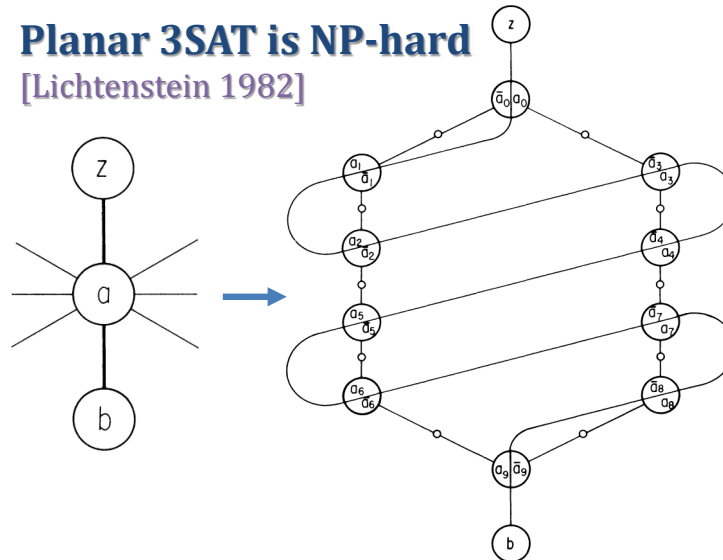 Planar 3SAT is NP-hard
[Lichtenstein 1982]
z
a
b
z
ā₀ a₀
a₁
ā₁
ā₃
a₃
a₂
ā₂
ā₄
a₄
a₅
ā₅
ā₇
a₇
a₆
ā₆
ā₈
a₈
a₉ ā₉
b